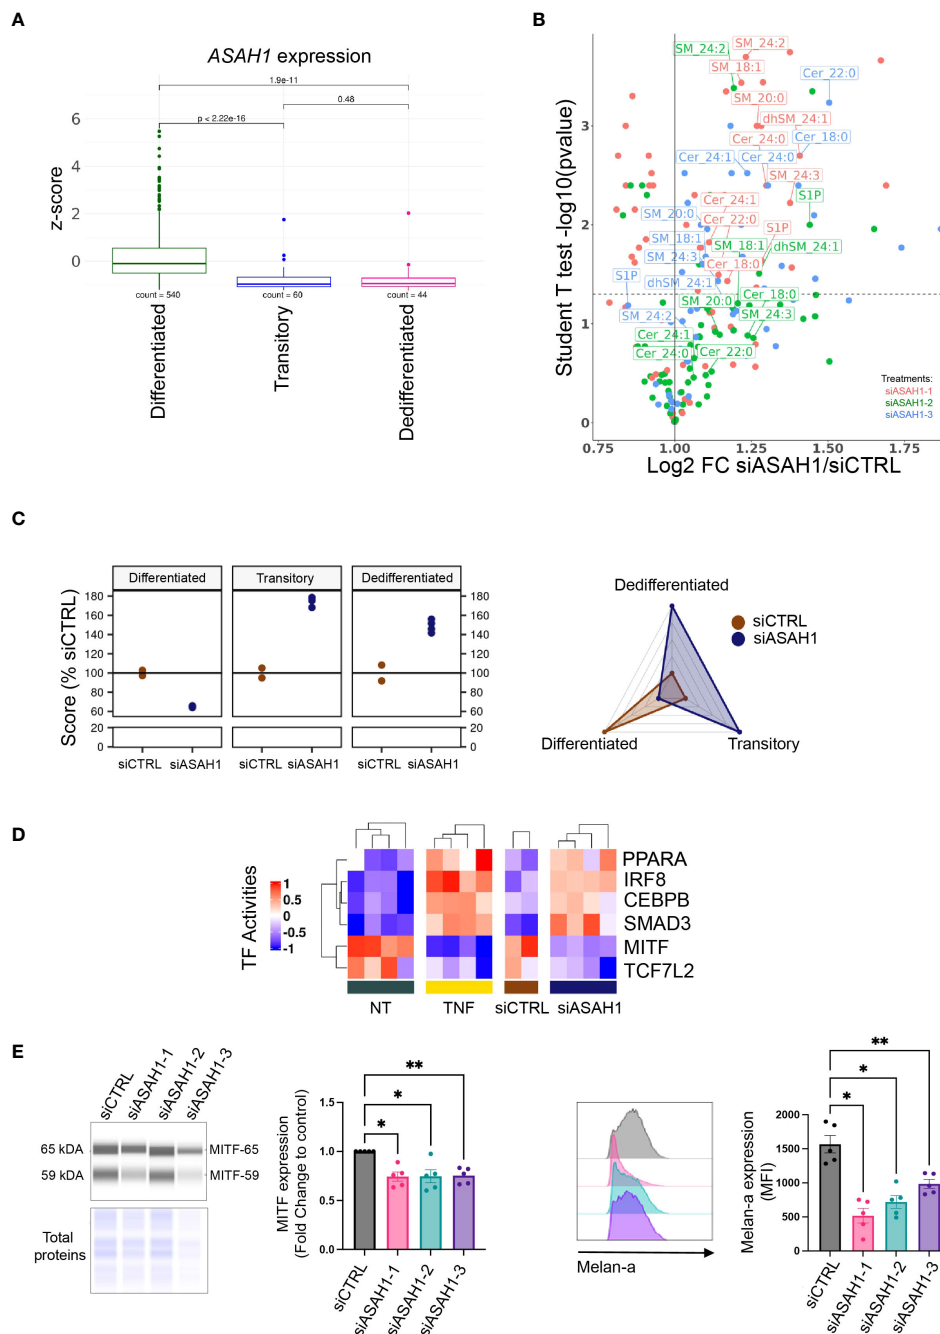 A
ASAH1 expression
1.9e-11
0.48
p < 2.22e-16
z-score
6
4
2
0
count = 540
count = 60
count = 44
Differentiated
Transitory
Dedifferentiated
B
SM_24:2
SM_24:2
SM_18:1
Cer_22:0
SM_20:0
dhSM_24:1
Cer_24:0
Cer_18:0
Cer_24:1
Cer_24:0
SM_24:3
Cer_24:1
S1P
SM_20:0
Cer_22:0
S1P
SM_18:1
SM_18:1
dhSM_24:1
SM_24:3
Cer_18:0
S1P
dhSM_24:1
Cer_18:0
SM_20:0
SM_24:2
SM_24:3
Cer_24:1
Cer_24:0
Cer_22:0
Student T test -log10(pvalue)
3
2
1
0
Treatments:
siASAH1-1
siASAH1-2
siASAH1-3
0.75
1.00
1.25
1.50
1.75
Log2 FC siASAH1/siCTRL
C
Differentiated
Transitory
Dedifferentiated
Score (% siCTRL)
180
160
140
120
100
80
60
20
0
180
160
140
120
100
80
60
20
0
siCTRL
siASAH1
siCTRL
siASAH1
siCTRL
siASAH1
Dedifferentiated
siCTRL
siASAH1
Differentiated
Transitory
D
TF Activities
1
0.5
0
-0.5
-1
PPARA
IRF8
CEBPB
SMAD3
MITF
TCF7L2
NT
TNF
siCTRL
siASAH1
E
siCTRL
siASAH1-1
siASAH1-2
siASAH1-3
65 kDA
MITF-65
59 kDA
MITF-59
Total
proteins
MITF expression
(Fold Change to control)
1.0
0.5
0.0
*
*
**
siCTRL
siASAH1-1
siASAH1-2
siASAH1-3
Melan-a
Melan-a expression
(MFI)
2000
1500
1000
500
0
*
*
**
siCTRL
siASAH1-1
siASAH1-2
siASAH1-3